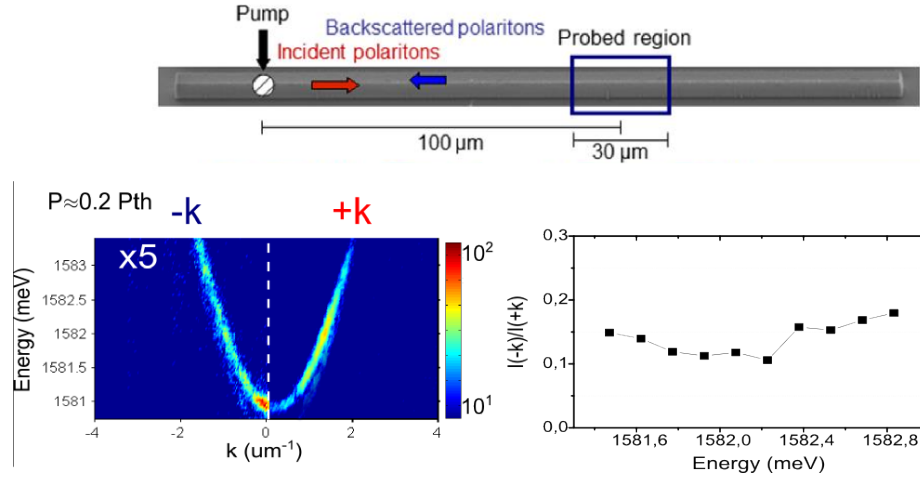 Pump
Backscattered polaritons
Incident polaritons
Probed region
100 µm
30 µm
P≈0.2 Pth
-k
+k
x5
Energy (meV)
1583
1582.5
1582
1581.5
1581
-4
-2
0
2
4
k (um⁻¹)
10²
10¹
I(-k)/I(+k)
0,3
0,2
0,1
0,0
1581,6
1582,0
1582,4
1582,8
Energy (meV)